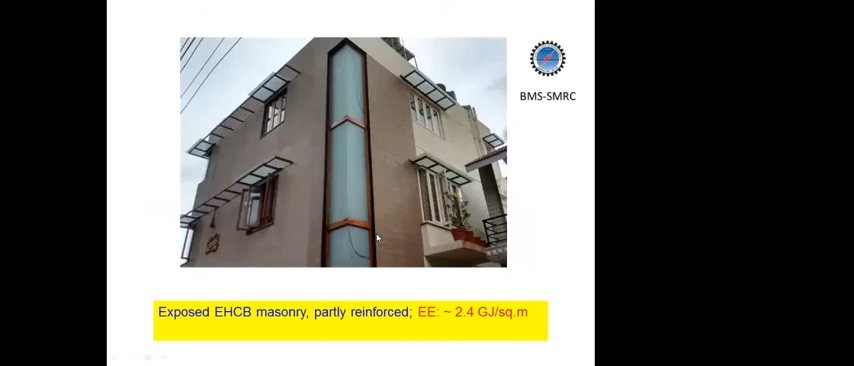 BMS-SMRC
Exposed EHCB masonry, partly reinforced; EE: ~ 2.4 GJ/sq.m